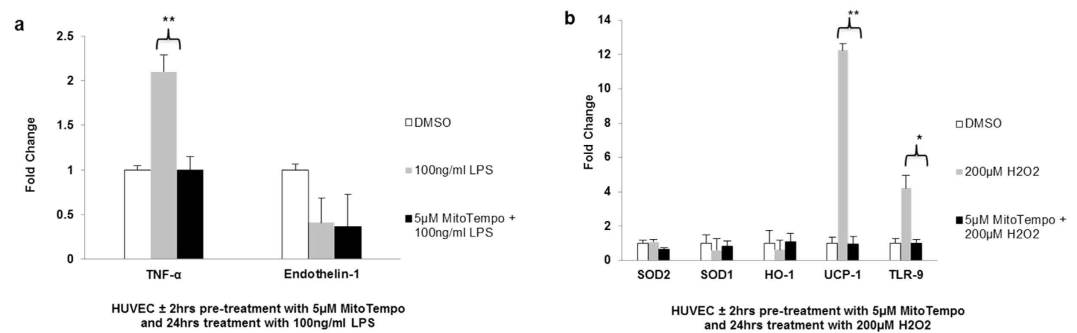 a
**
2.5
2
1.5
1
0.5
0
Fold Change
TNF-α
Endothelin-1
DMSO
100ng/ml LPS
5µM MitoTempo +
100ng/ml LPS
HUVEC ± 2hrs pre-treatment with 5µM MitoTempo
and 24hrs treatment with 100ng/ml LPS
b
**
*
14
12
10
8
6
4
2
0
Fold Change
SOD2
SOD1
HO-1
UCP-1
TLR-9
DMSO
200µM H2O2
5µM MitoTempo +
200µM H2O2
HUVEC ± 2hrs pre-treatment with 5µM MitoTempo
and 24hrs treatment with 200µM H2O2